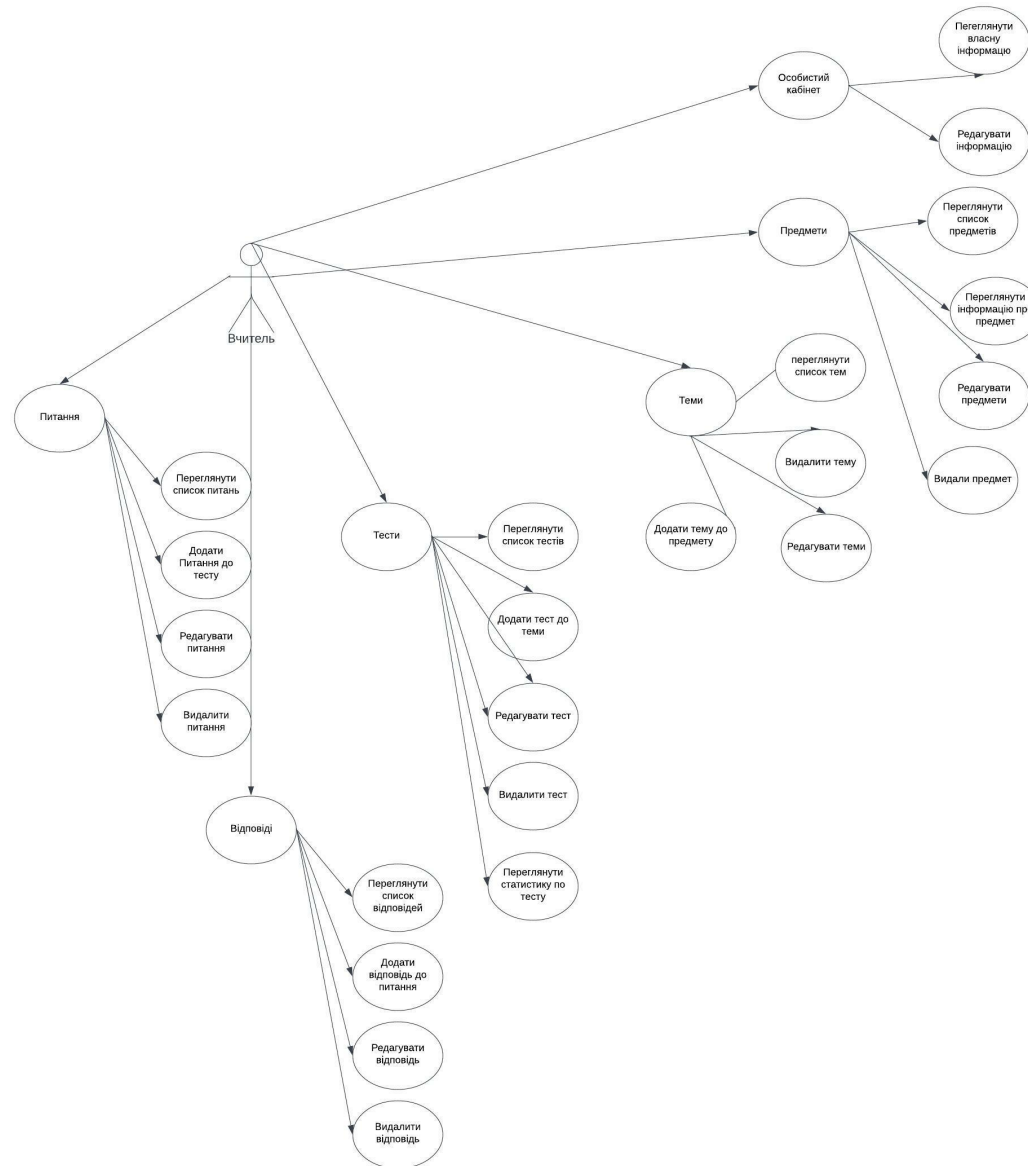 Пегеглянути
власну
інформацю
Особистий
кабінет
Редагувати
інформацію
Переглянути
список
предметів
Предмети
Переглянути
інформацію пр
предмет
Вчитель
переглянути
список тем
Редагувати
предмети
Теми
Питання
Видалити тему
Переглянути
список питань
Видали предмет
Додати тему до
предмету
Редагувати теми
Тести
Переглянути
список тестів
Додати
Питання до
тесту
Додати тест до
теми
Редагувати
питання
Редагувати тест
Видалити
питання
Видалити тест
Відповіді
Переглянути
статистику по
тесту
Переглянути
список
відповідей
Додати
відповідь до
питання
Редагувати
відповідь
Видалити
відповідь